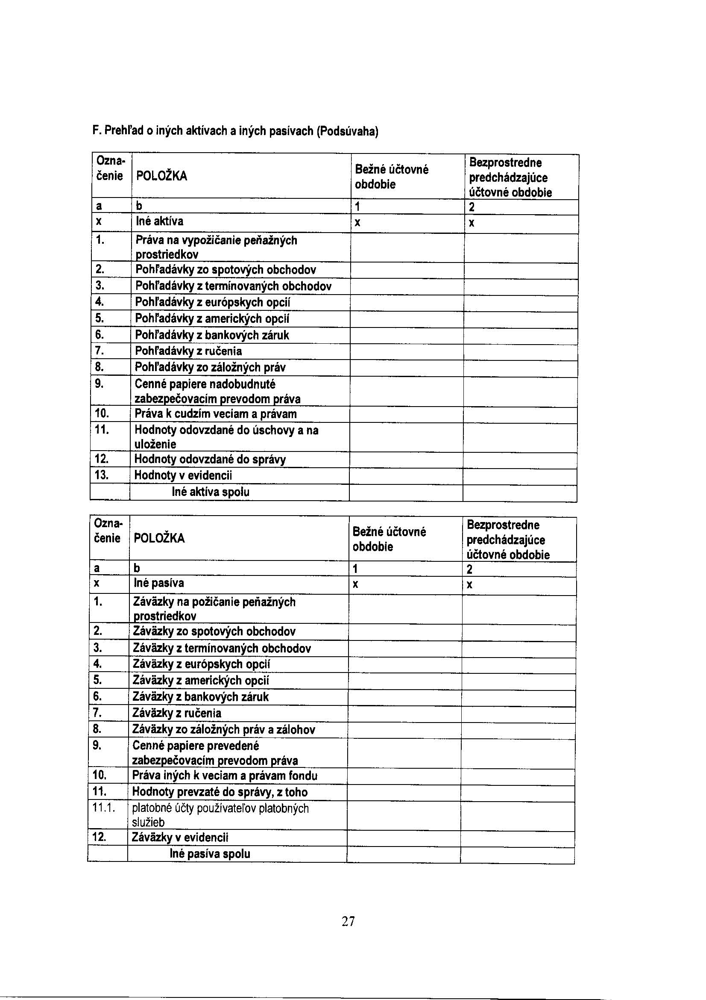 F. Prehľad o iných aktívach a iných pasívach (Podsúvaha)
Ozna-
čenie POLOŽKA Bežné účtovné obdobie Bezprostredne predchádzajúce účtovné obdobie
a b 1 2
x Iné aktíva x x
1. Práva na vypožičanie peňažných
prostriedkov
2. Pohľadávky zo spotových obchodov
3. Pohľadávky z termínovaných obchodov
4. Pohľadávky z európskych opcií
5. Pohľadávky z amerických opcií
6. Pohľadávky z bankových záruk
7. Pohľadávky z ručenia
8. Pohľadávky zo záložných práv
9. Cenné papiere nadobudnuté
zabezpečovacím prevodom práva
10. Práva k cudzím veciam a právam
11. Hodnoty odovzdané do úschovy a na
uloženie
12. Hodnoty odovzdané do správy
13. Hodnoty v evidencii
Iné aktíva spolu
Ozna-
čenie POLOŽKA Bežné účtovné obdobie Bezprostredne predchádzajúce účtovné obdobie
a b 1 2
x Iné pasíva x x
1. Záväzky na požičanie peňažných
prostriedkov
2. Záväzky zo spotových obchodov
3. Záväzky z termínovaných obchodov
4. Záväzky z európskych opcií
5. Záväzky z amerických opcií
6. Záväzky z bankových záruk
7. Záväzky z ručenia
8. Záväzky zo záložných práv a zálohov
9. Cenné papiere prevedené
zabezpečovacím prevodom práva
10. Práva iných k veciam a právam fondu
11. Hodnoty prevzaté do správy, z toho
11.1. platobné účty používateľov platobných
služieb
12. Záväzky v evidencii
Iné pasíva spolu
27